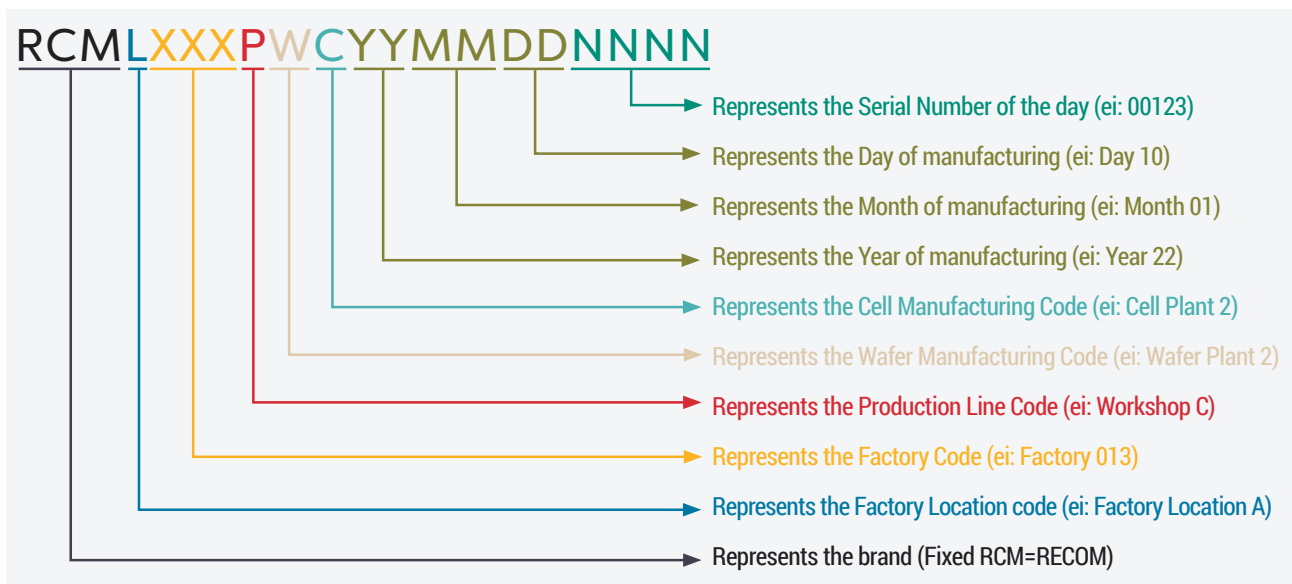 RCMLXXXPWCYYMMDDNNNN
Represents the Serial Number of the day (ei: 00123)
Represents the Day of manufacturing (ei: Day 10)
Represents the Month of manufacturing (ei: Month 01)
Represents the Year of manufacturing (ei: Year 22)
Represents the Cell Manufacturing Code (ei: Cell Plant 2)
Represents the Wafer Manufacturing Code (ei: Wafer Plant 2)
Represents the Production Line Code (ei: Workshop C)
Represents the Factory Code (ei: Factory 013)
Represents the Factory Location code (ei: Factory Location A)
Represents the brand (Fixed RCM=RECOM)